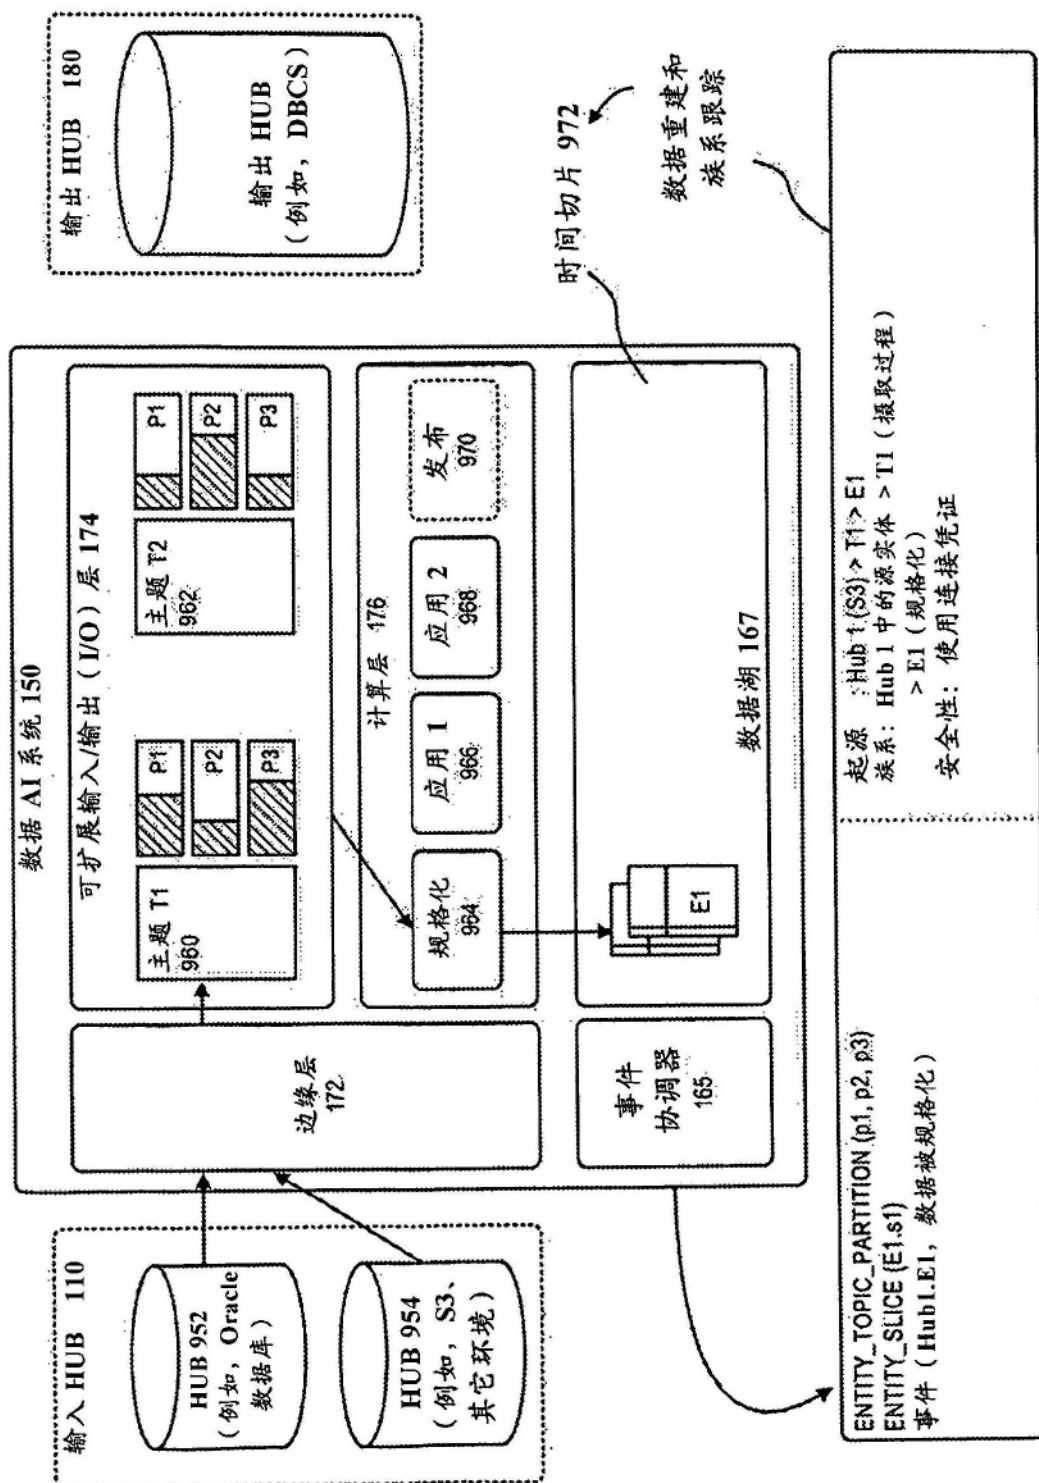 输入 HUB 110
HUB 952
(例如, Oracle
数据库)
HUB 954
(例如, S3、
其它环境)
数据 AI 系统 150
边缘层
172
可扩展输入/输出 (I/O) 层 174
主题 T1
960
P1
P2
P3
主题 T2
962
P1
P2
P3
计算层 176
规格化
964
应用 1
966
应用 2
968
发布
970
事件
协调器
165
E1
数据湖 167
输出 HUB 180
输出 HUB
(例如, DBCS)
时间切片 972
数据重建和
族系跟踪
ENTITY_TOPIC_PARTITION (p1, p2, p3)
ENTITY_SLICE (E1.s1)
事件 (Hub1.E1, 数据被规格化)
起源 :Hub 1 (S3) > T1 > E1
族系: Hub 1 中的源实体 > T1 (摄取过程)
> E1 (规格化)
安全性: 使用连接凭证